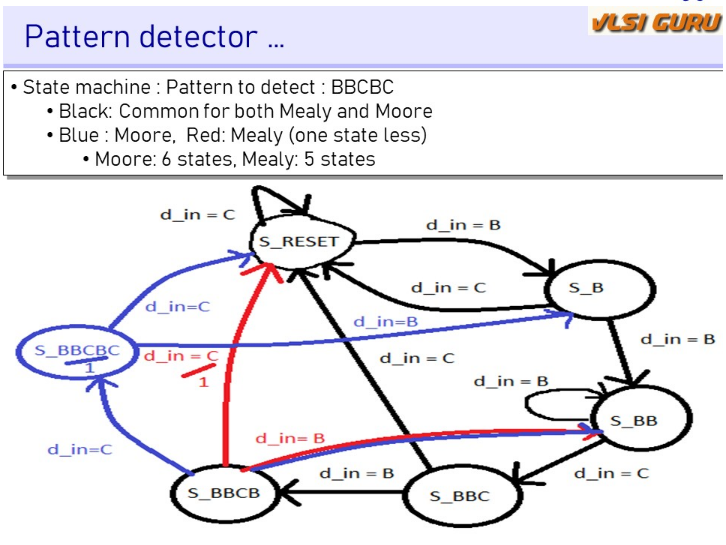 VLSI GURU
Pattern detector ...
• State machine : Pattern to detect : BBCBC
• Black: Common for both Mealy and Moore
• Blue : Moore, Red: Mealy (one state less)
• Moore: 6 states, Mealy: 5 states
d_in = C
S_RESET
d_in = B
d_in = C
S_B
d_in=C
d_in=B
d_in = B
S_BBCBC
1
d_in = C
1
d_in = C
d_in = B
S_BB
d_in=C
d_in= B
d_in = B
d_in = C
S_BBCB
S_BBC